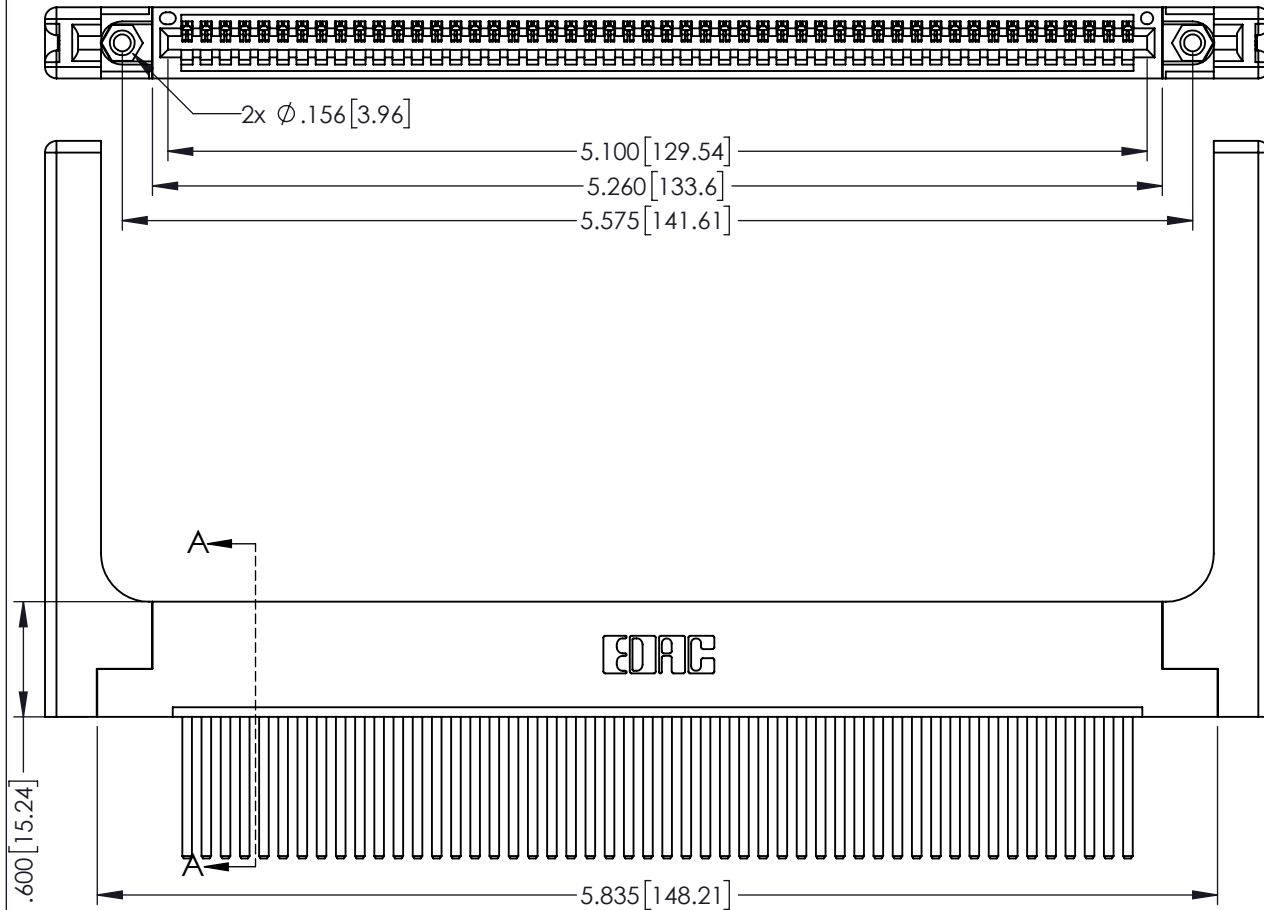 2x ∅.156[3.96]
5.100[129.54]
5.260[133.6]
5.575[141.61]
A
EDAC
A
.600[15.24]
5.835[148.21]